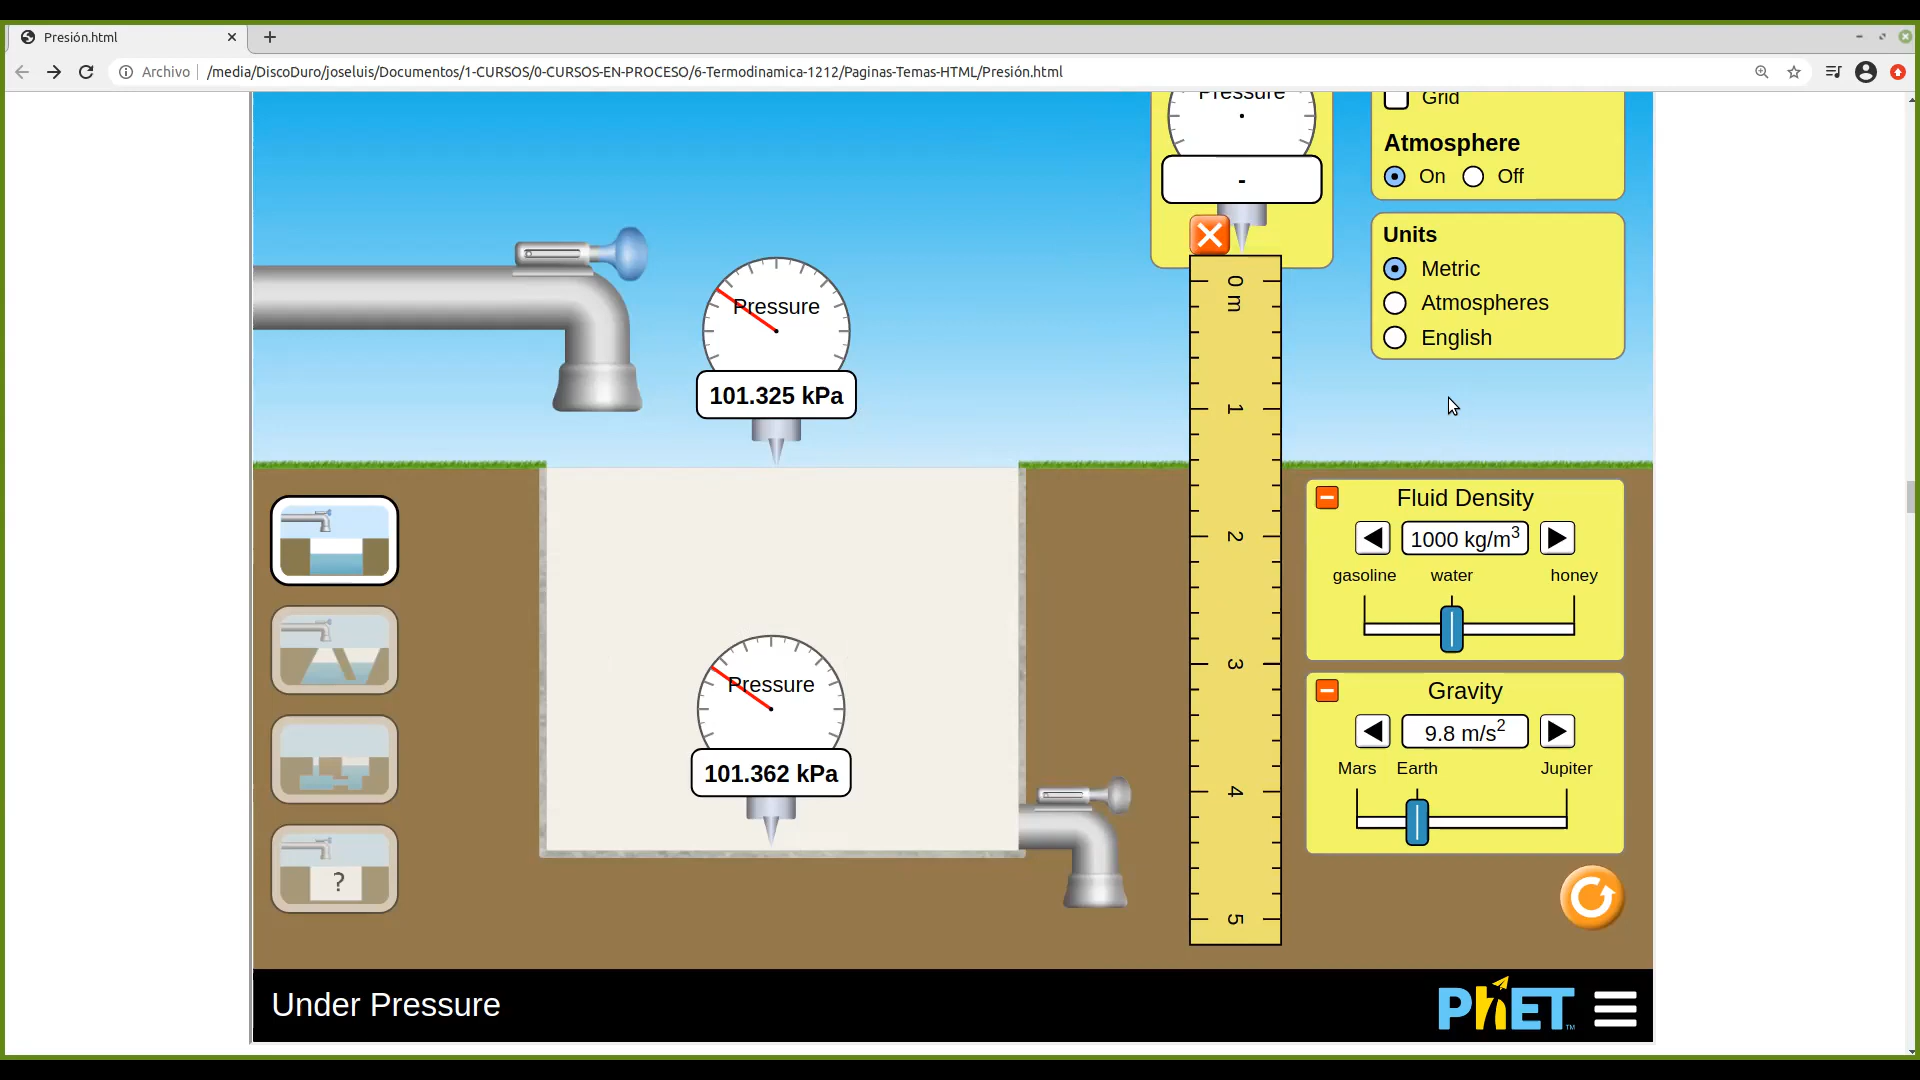 Presión.html
Archivo
/media/DiscoDuro/joseluis/Documentos/1-CURSOS/0-CURSOS-EN-PROCESO/6-Termodinamica-1212/Paginas-Temas-HTML/Presión.html
Pressure
-
Grid
Atmosphere
On Off
Units
Metric
Atmospheres
English
Pressure
101.325 kPa
0 m
1
2
3
4
5
Fluid Density
1000 kg/m³
gasoline water honey
Pressure
101.362 kPa
Gravity
9.8 m/s²
Mars Earth Jupiter
?
Under Pressure
PhET™